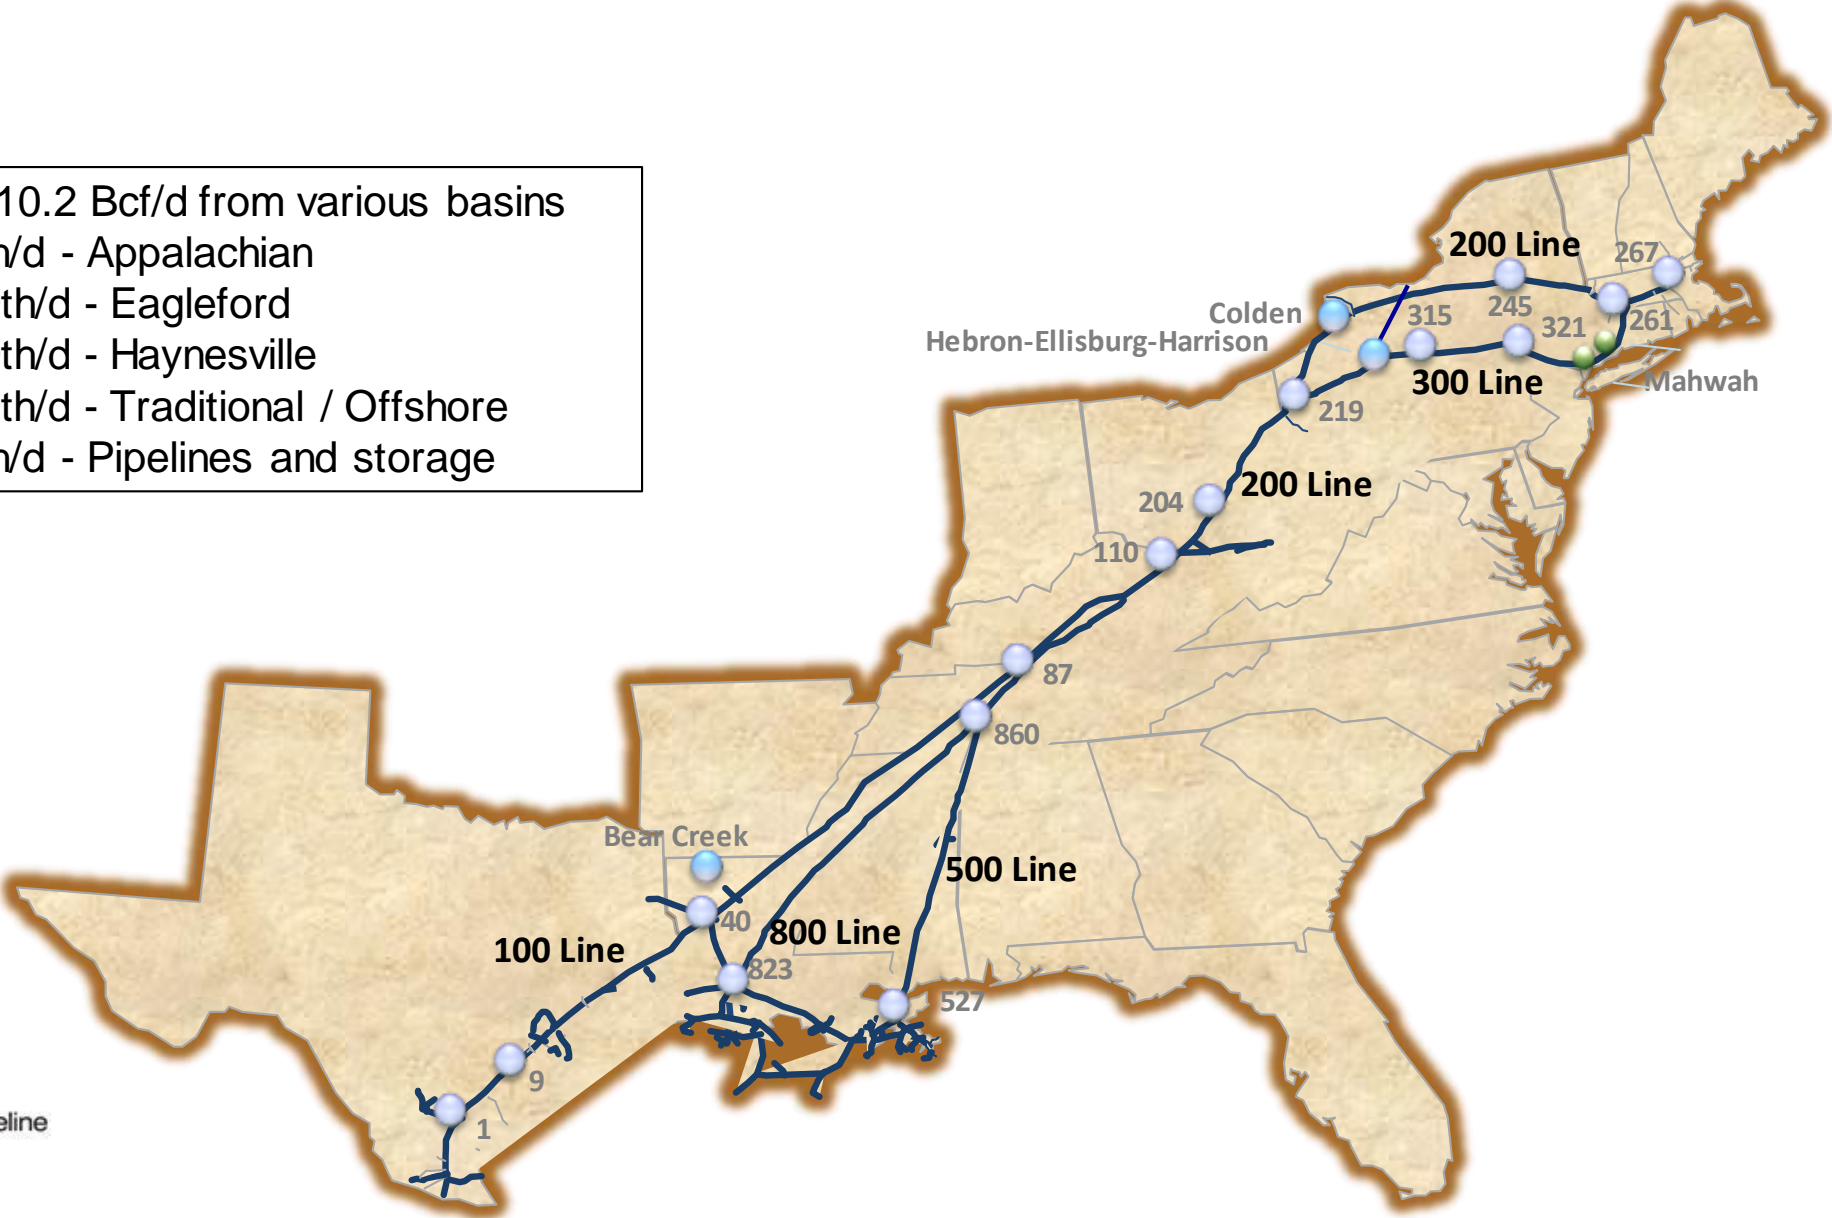 10.2 Bcf/d from various basins
/d - Appalachian
th/d - Eagleford
th/d - Haynesville
th/d - Traditional / Offshore
/d - Pipelines and storage
200 Line
267
Colden
315
245
321
261
Hebron-Ellisburg-Harrison
300 Line
Mahwah
219
200 Line
204
110
87
860
Bear Creek
500 Line
40
800 Line
100 Line
823
527
9
1
eline